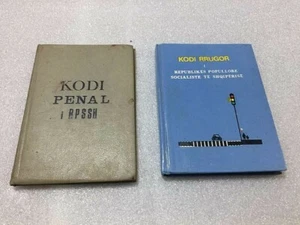 KODI
PENAL
i RPSSH
KODI RRUGOR
i
REPUBLIKËS POPULLORE
SOCIALISTE TË SHQIPËRISË